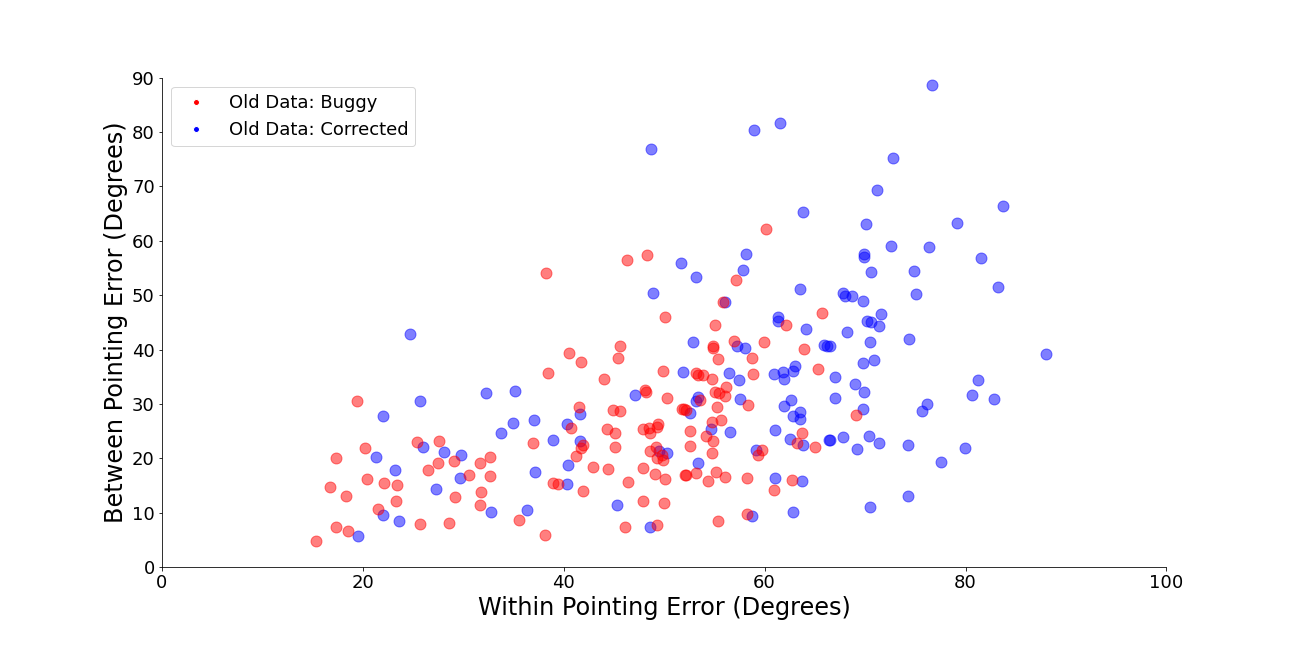 90
80
70
60
50
40
30
20
10
0
Old Data: Buggy
Old Data: Corrected
Between Pointing Error (Degrees)
0 20 40 60 80 100
Within Pointing Error (Degrees)